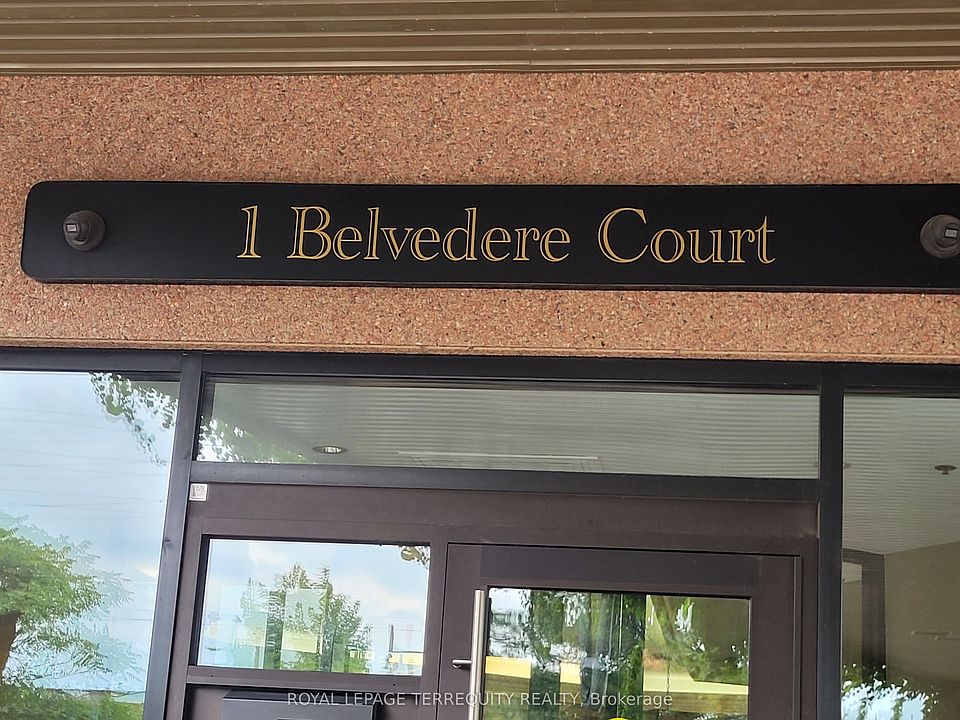 1 Belvedere Court
ROYAL LEPAGE TERREQUITY REALTY, Brokerage